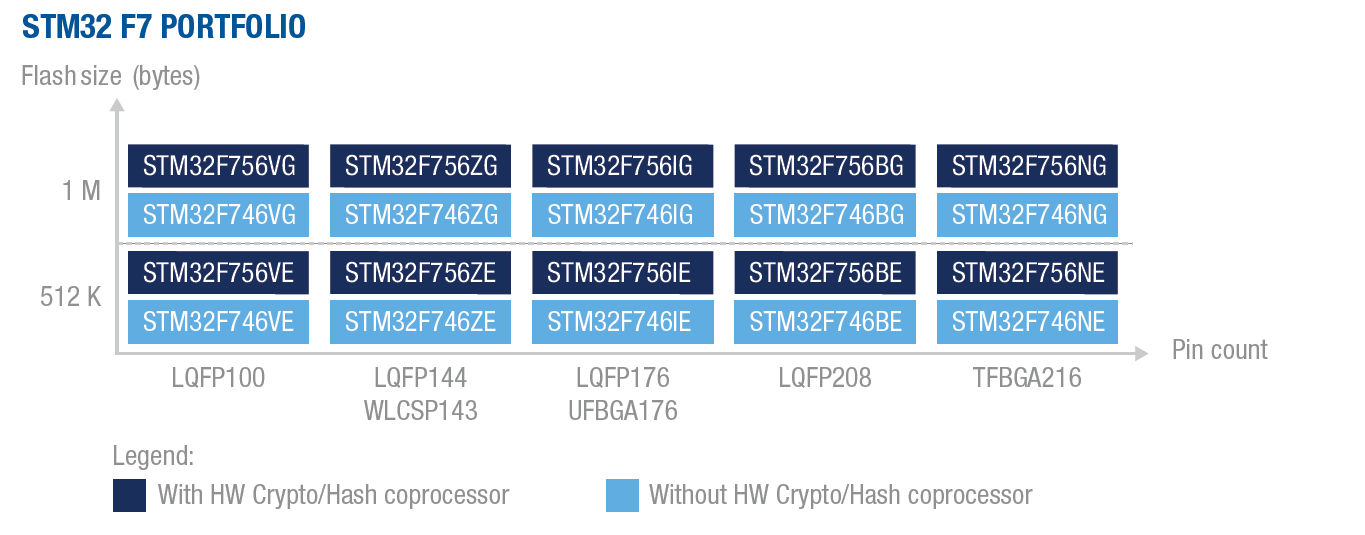 STM32 F7 PORTFOLIO
Flash size (bytes)
1 M
STM32F756VG STM32F756ZG STM32F756IG STM32F756BG STM32F756NG
STM32F746VG STM32F746ZG STM32F746IG STM32F746BG STM32F746NG
512 K
STM32F756VE STM32F756ZE STM32F756IE STM32F756BE STM32F756NE
STM32F746VE STM32F746ZE STM32F746IE STM32F746BE STM32F746NE
Pin count
LQFP100 LQFP144 LQFP176 LQFP208 TFBGA216
WLCSP143 UFBGA176
Legend:
With HW Crypto/Hash coprocessor Without HW Crypto/Hash coprocessor